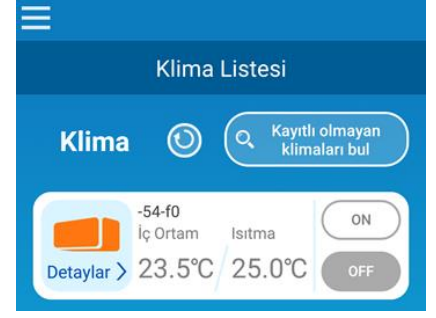 Klima Listesi
Klima
Kayıtlı olmayan
klimaları bul
-54-f0
İç Ortam
Isıtma
ON
Detaylar >
23.5°C
25.0°C
OFF